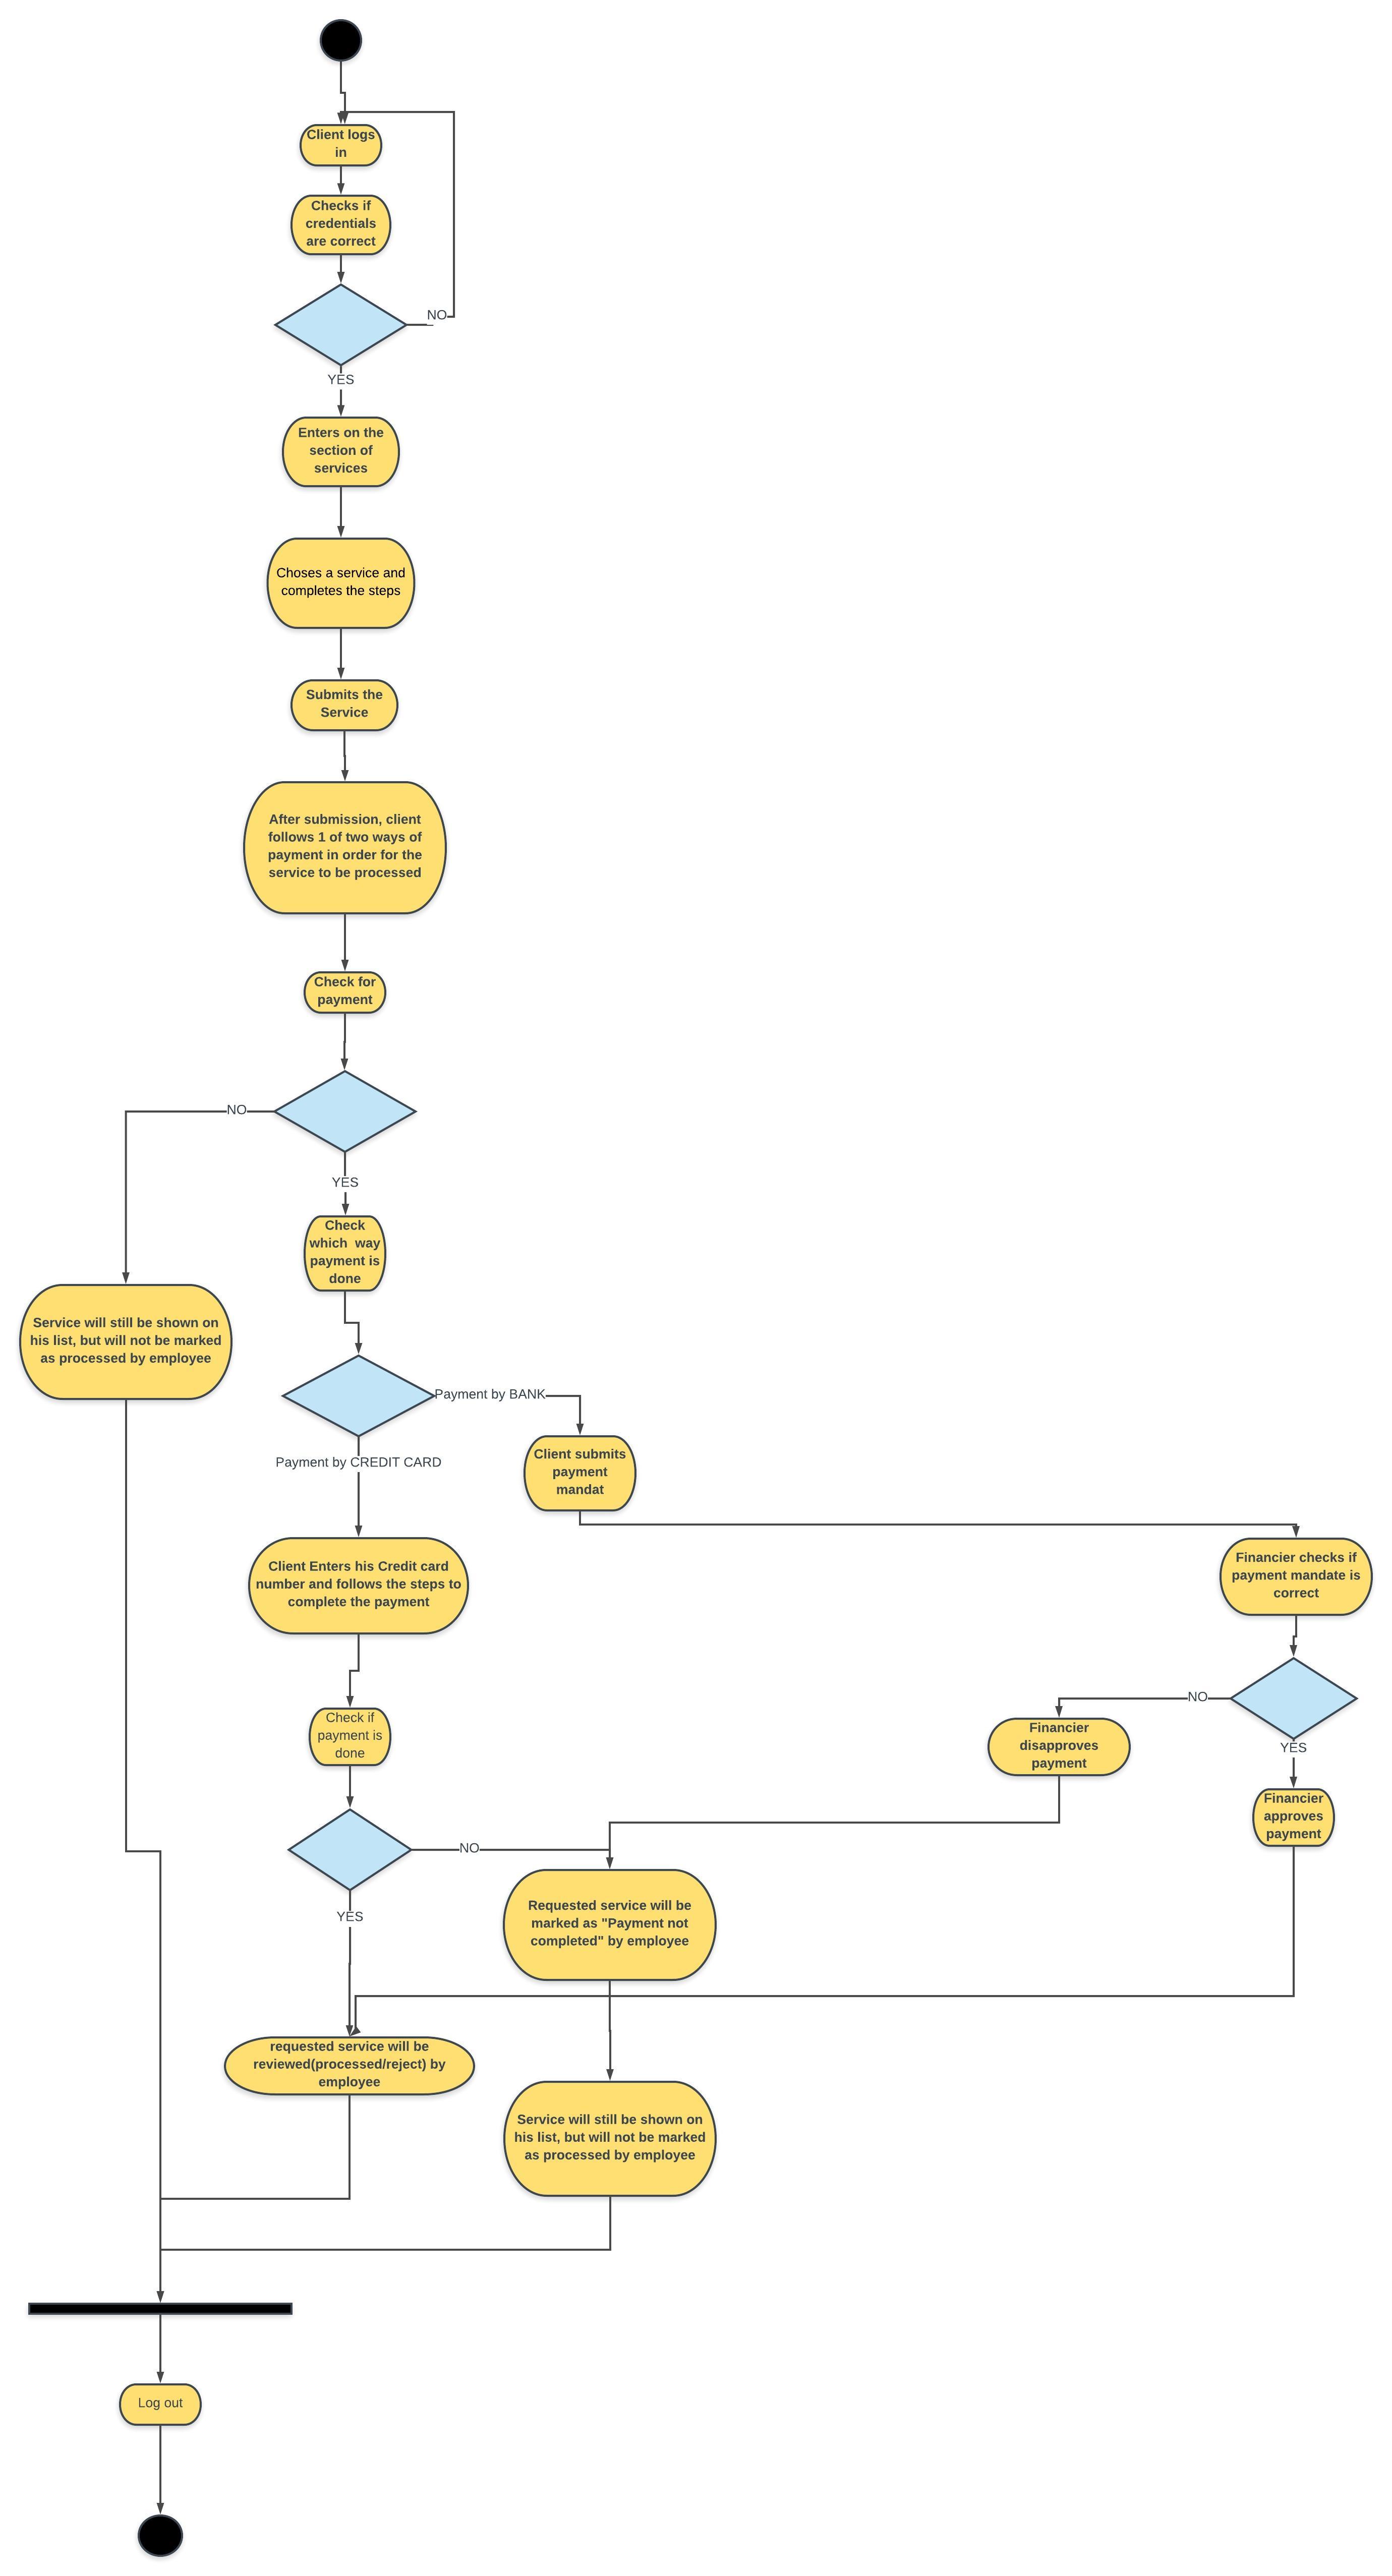 Client logs
in
Checks if
credentials
are correct
NO
YES
Enters on the
section of
services
Choses a service and
completes the steps
Submits the
Service
After submission, client
follows 1 of two ways of
payment in order for the
service to be processed
Check for
payment
NO
YES
Check
which  way
payment is
done
Service will still be shown on
his list, but will not be marked
as processed by employee
Payment by BANK
Payment by CREDIT CARD
Client submits
payment
mandat
Client Enters his Credit card
number and follows the steps to
complete the payment
Financier checks if
payment mandate is
correct
NO
YES
Financier
disapproves
payment
Financier
approves
payment
Check if
payment is
done
NO
YES
Requested service will be
marked as "Payment not
completed" by employee
requested service will be
reviewed(processed/reject) by
employee
Service will still be shown on
his list, but will not be marked
as processed by employee
Log out